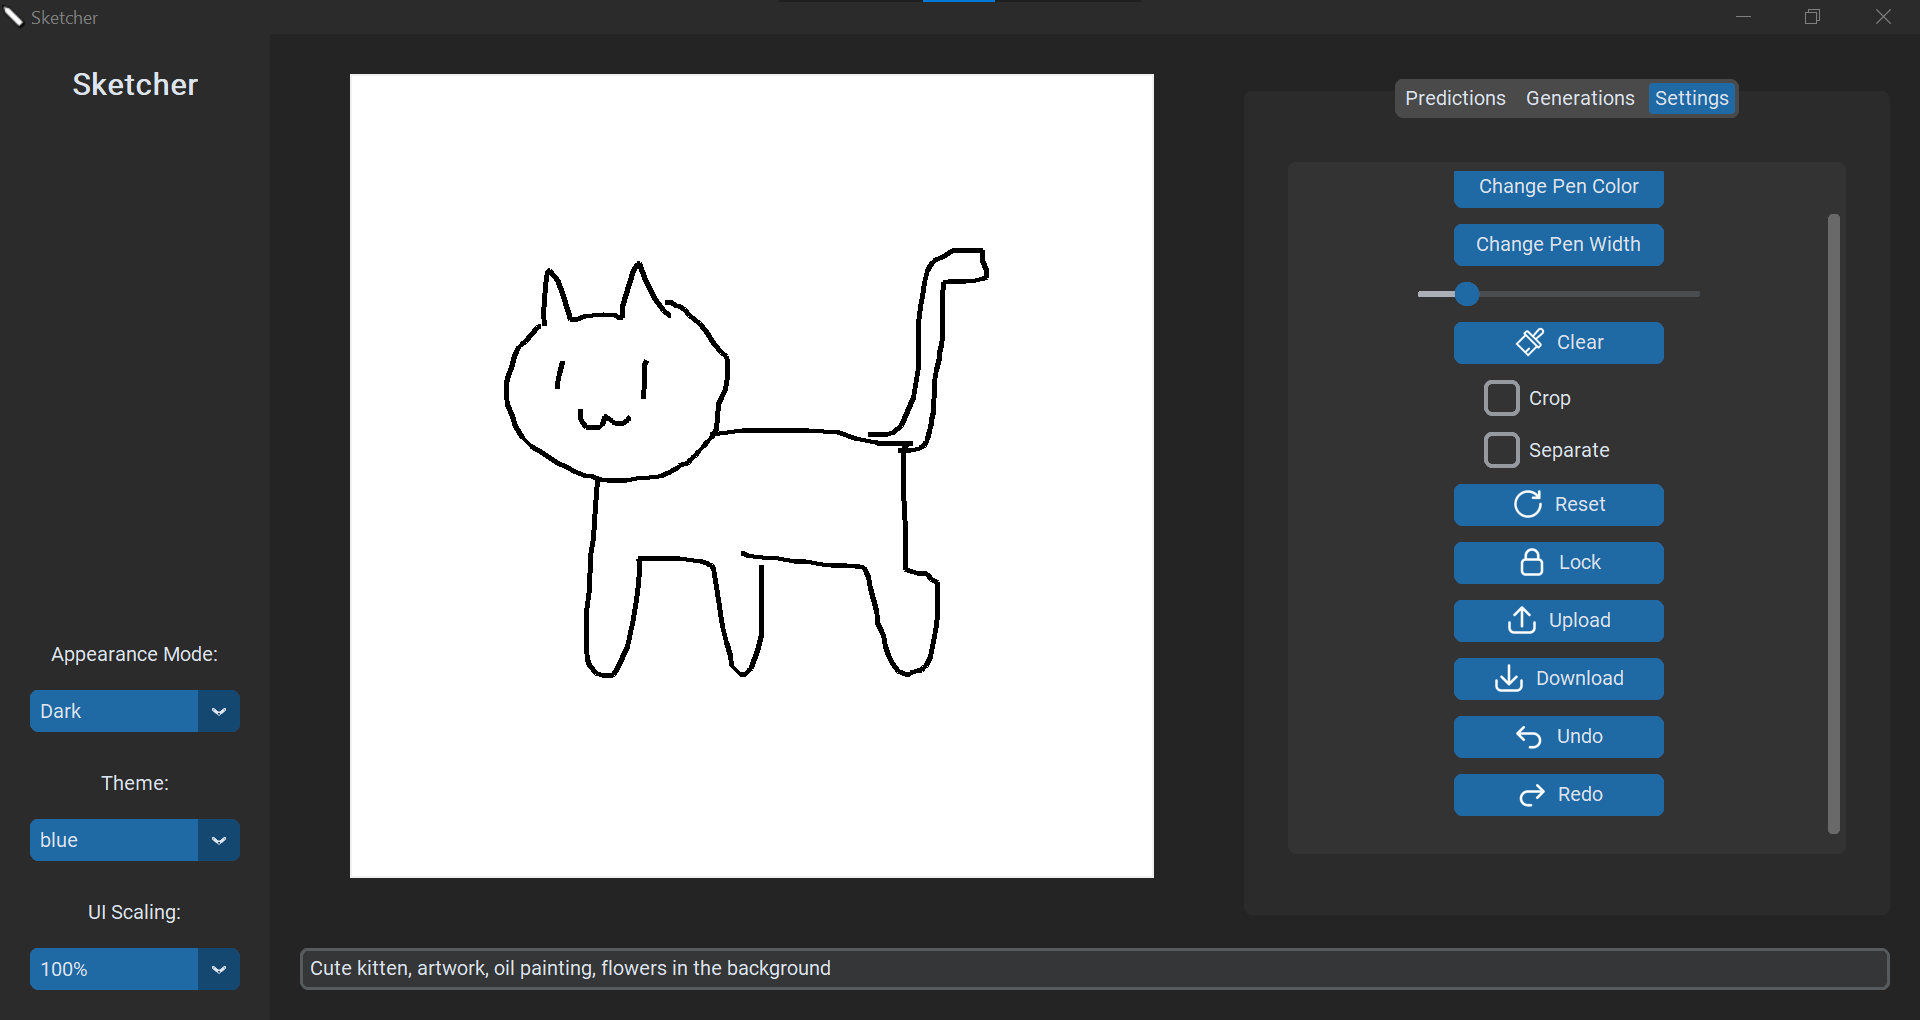 Sketcher
Sketcher
Appearance Mode:
Dark
Theme:
blue
UI Scaling:
100%
Predictions Generations Settings
Change Pen Color
Change Pen Width
Clear
Crop
Separate
Reset
Lock
Upload
Download
Undo
Redo
Cute kitten, artwork, oil painting, flowers in the background